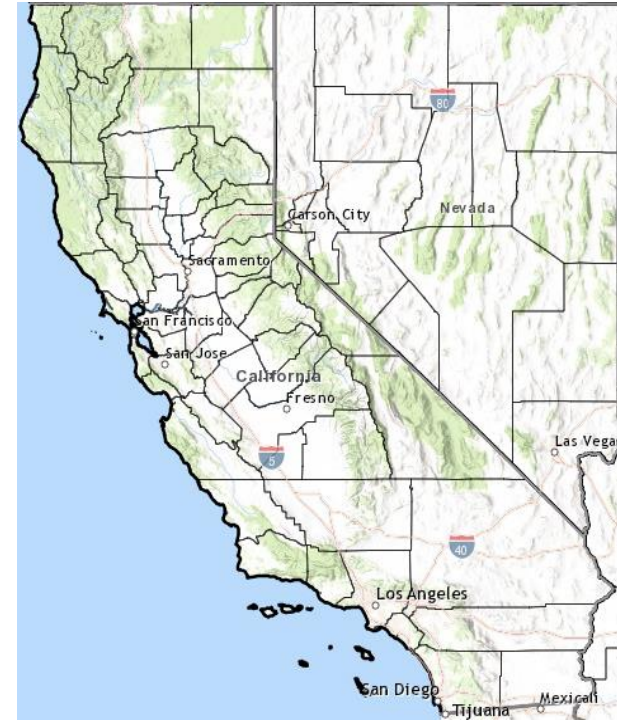 80
Nevada
Carson City
Sacramento
San Francisco
San Jose
California
Fresno
5
Las Vegas
40
Los Angeles
San Diego
Tijuana
Mexicali